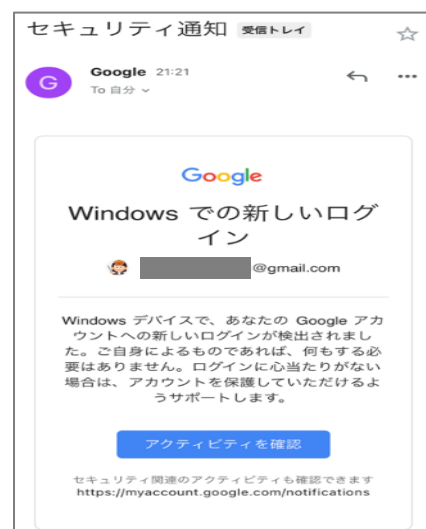 セキュリティ通知 受信トレイ
G
Google 21:21
To 自分
Google
Windows での新しいログ
イン
@gmail.com
Windows デバイスで、あなたの Google アカ
ウントへの新しいログインが検出されまし
た。ご自身によるものであれば、何もする必
要はありません。ログインに心当たりがない
場合は、アカウントを保護していただけるよ
うサポートします。
アクティビティを確認
セキュリティ関連のアクティビティも確認できます
https://myaccount.google.com/notifications